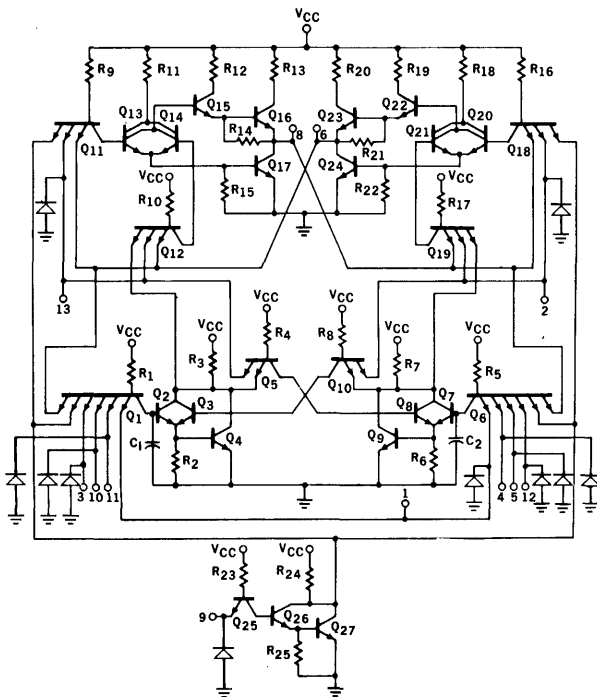 VCC
R9 R11 R12 R13 R20 R19 R18 R16
Q13 Q14 Q15 Q16 Q23 Q22 Q21 Q20
R14 8 6 R21
Q11 Q17 Q24 Q18
VCC R15 R22 VCC
R10 R17
Q12 Q19
13 2
VCC VCC VCC VCC VCC VCC
R1 R3 R4 R8 R7 R5
Q5 Q10
Q1 Q2 Q3 Q4 Q9 Q8 Q7 Q6
C1 R2 R6 C2
3 10 11 1 4 5 12
VCC VCC
R23 R24
9 Q25 Q26 Q27
R25